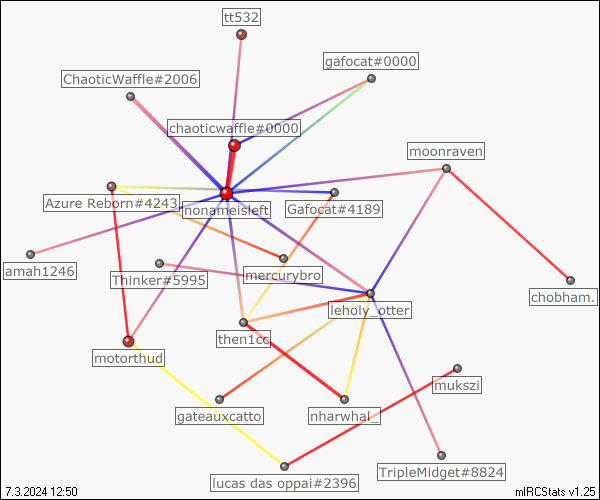 tt532
gafocat#0000
ChaoticWaffle#2006
chaoticwaffle#0000
moonraven
Azure Reborn#4243
nonameisleft
Gafocat#4189
amah1246
Thinker#5995
mercurybro
chobham.
leholy_otter
then1cc
motorthud
mukszi
gateauxcatto
nharwhal_
lucas das oppai#2396
TripleMidget#8824
7.3.2024 12:50
mIRCStats v1.25